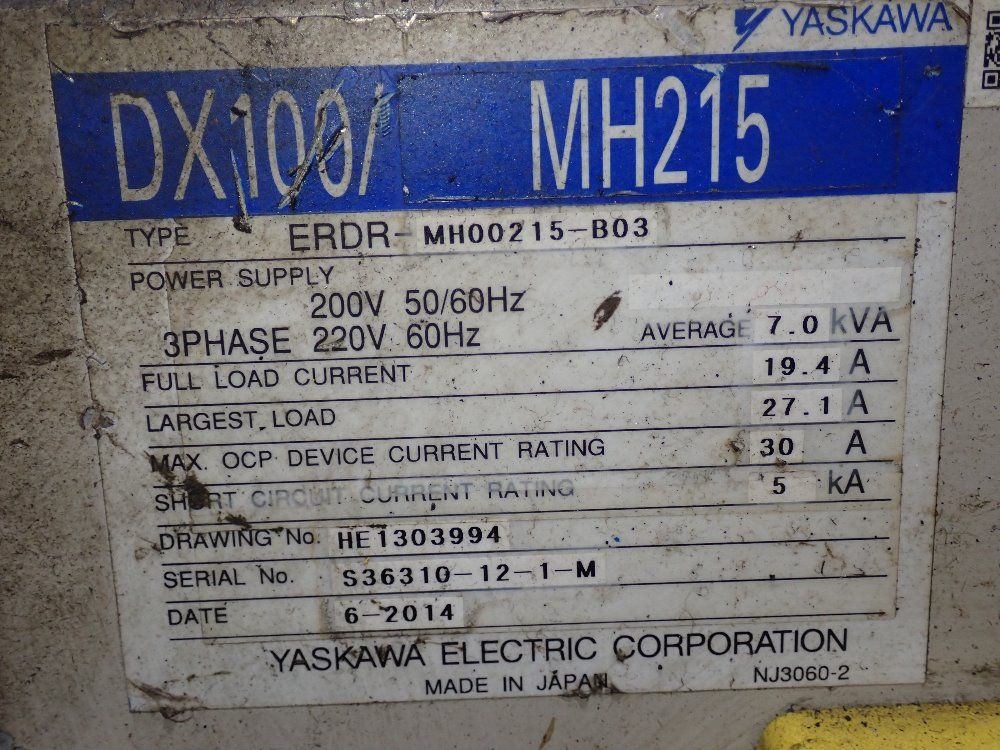 YASKAWA
DX100/ MH215
TYPE ERDR-MH00215-B03
POWER SUPPLY
200V 50/60Hz
3PHASE 220V 60Hz AVERAGE 7.0 kVA
FULL LOAD CURRENT 19.4 A
LARGEST LOAD 27.1 A
MAX. OCP DEVICE CURRENT RATING 30 A
SHORT CIRCUIT CURRENT RATING 5 kA
DRAWING No. HE1303994
SERIAL No. S36310-12-1-M
DATE 6-2014
YASKAWA ELECTRIC CORPORATION
MADE IN JAPAN NJ3060-2